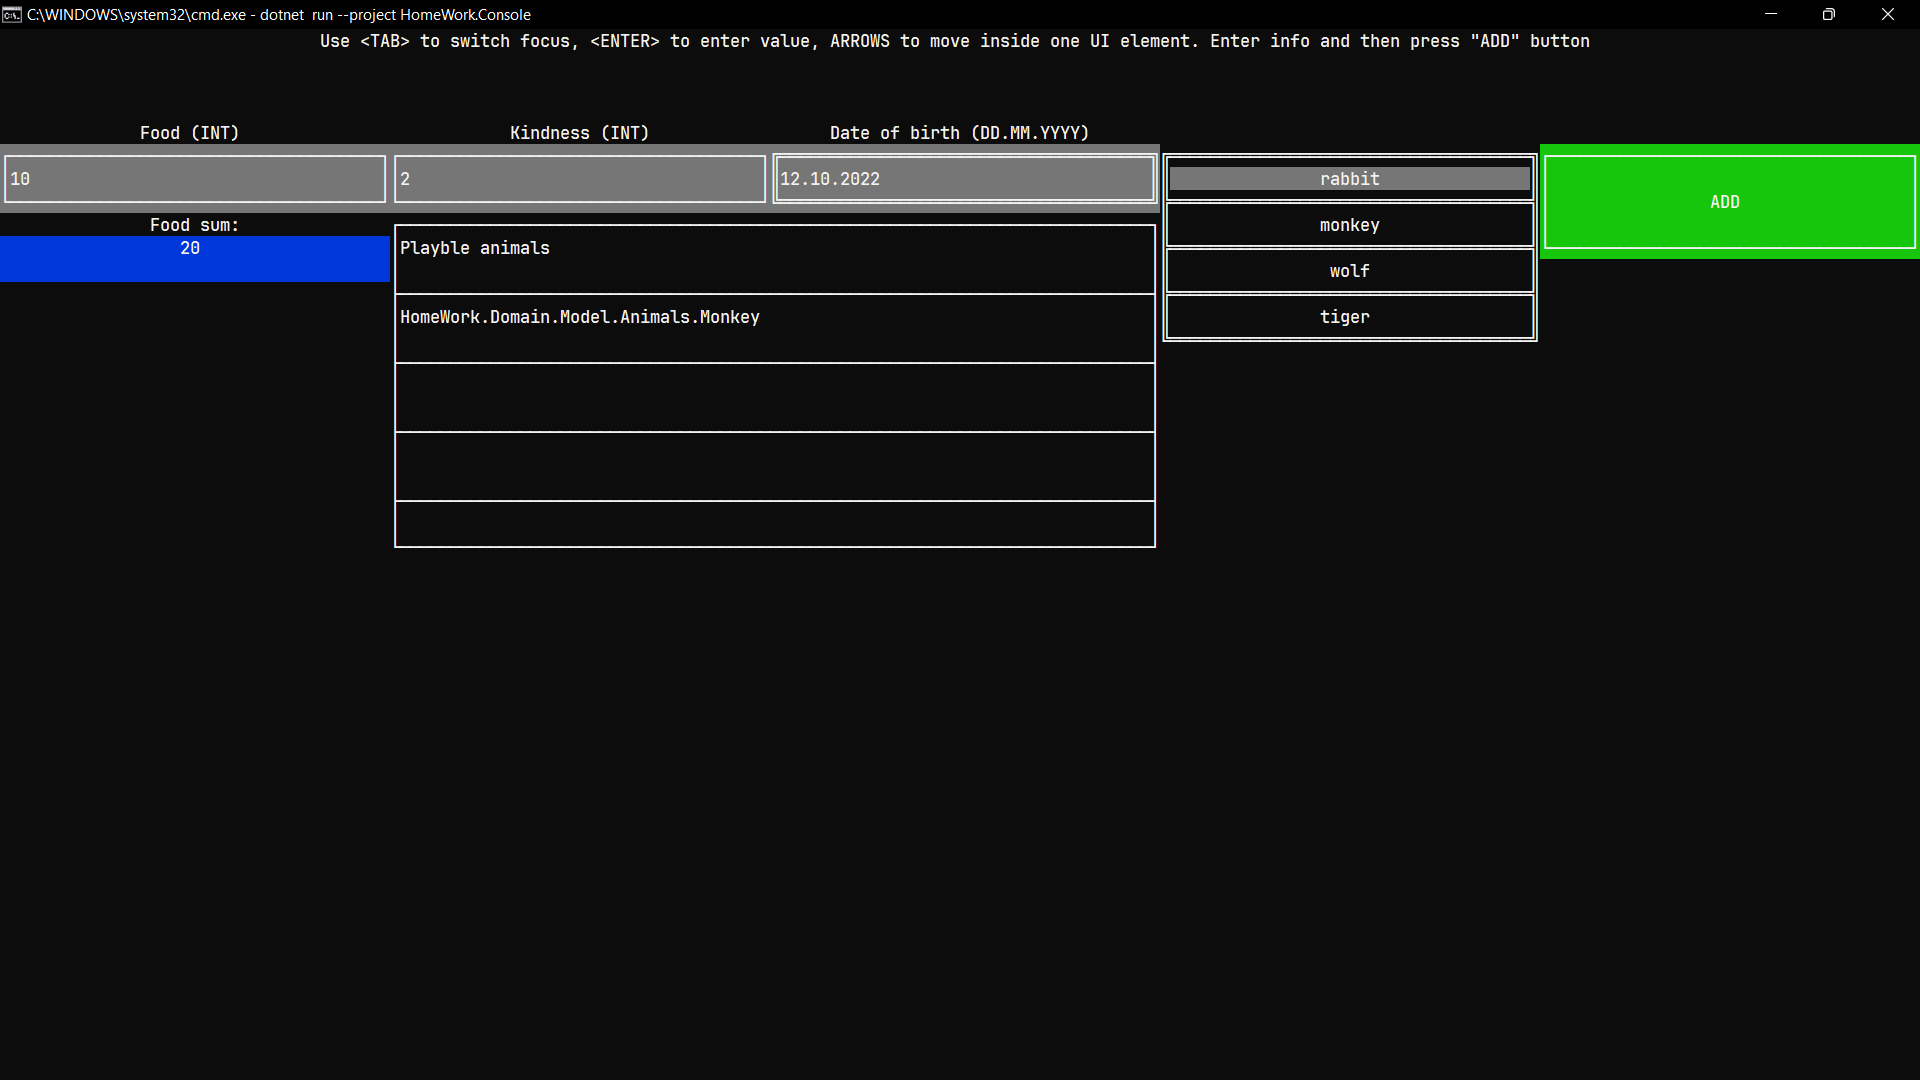 C:\WINDOWS\system32\cmd.exe - dotnet  run --project HomeWork.Console
Use <TAB> to switch focus, <ENTER> to enter value, ARROWS to move inside one UI element. Enter info and then press "ADD" button
Food (INT)
Kindness (INT)
Date of birth (DD.MM.YYYY)
10
2
12.10.2022
rabbit
monkey
wolf
tiger
ADD
Food sum:
20
Playble animals
HomeWork.Domain.Model.Animals.Monkey